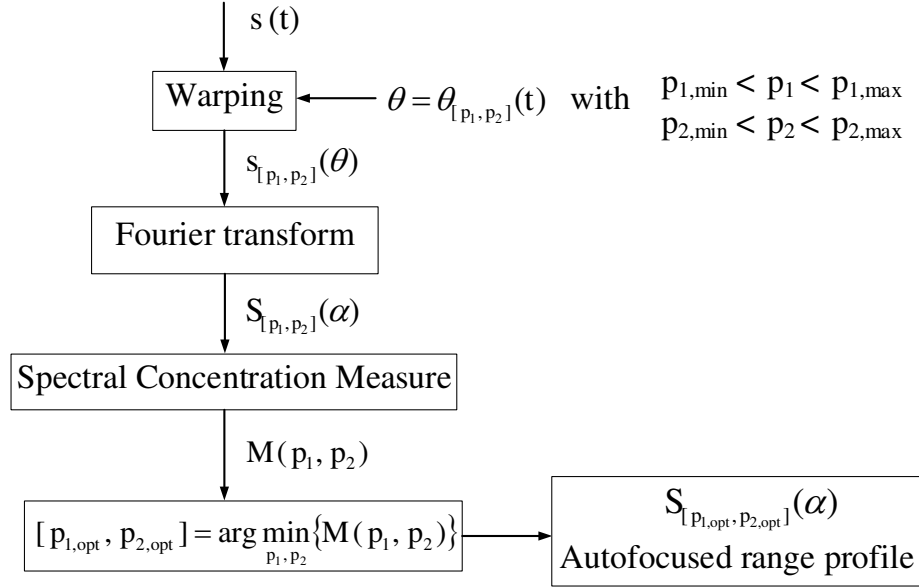 s (t)
Warping
θ = θ[p₁, p₂](t) with p₁,min < p₁ < p₁,max
p₂,min < p₂ < p₂,max
s[p₁, p₂](θ)
Fourier transform
S[p₁, p₂](α)
Spectral Concentration Measure
M(p₁, p₂)
[p₁,opt, p₂,opt] = arg min p₁, p₂ {M(p₁, p₂)}
S[p₁,opt, p₂,opt](α)
Autofocused range profile